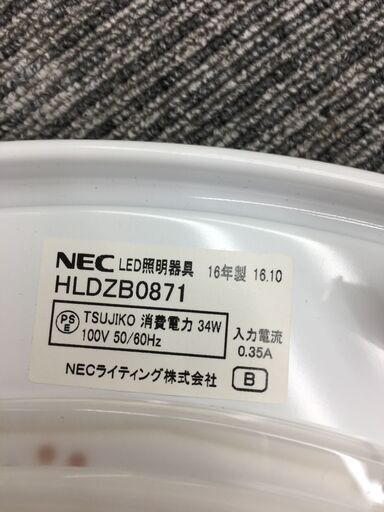 NEC LED照明器具 16年製 16.10
HLDZB0871
PSE TSUJIKO 消費電力 34W
100V 50/60Hz
入力電流
0.35A
NECライティング株式会社 B